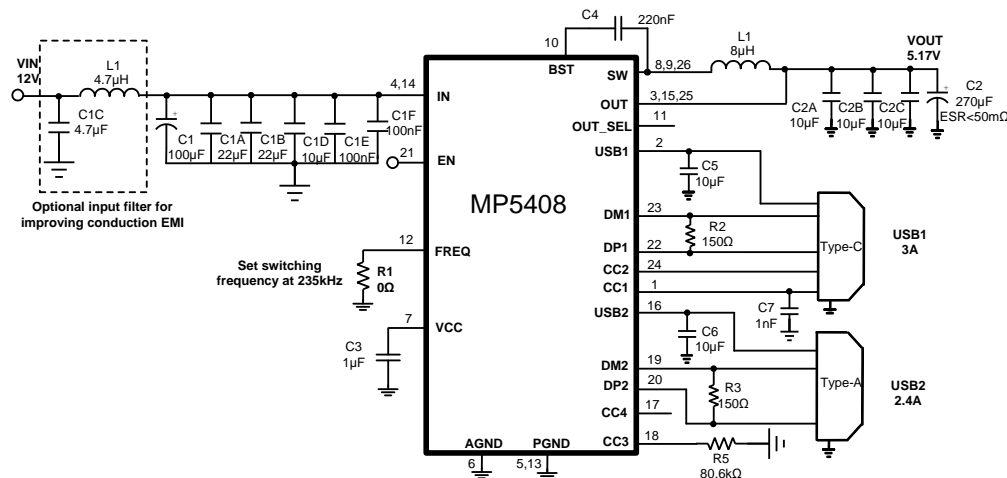 C4
220nF
10
BST
VIN
12V
L1
4.7µH
C1C
4.7µF
Optional input filter for
improving conduction EMI
4,14
IN
C1
100µF
C1A
22µF
C1B
22µF
C1D
10µF
C1E
100nF
C1F
100nF
21
EN
MP5408
12
FREQ
Set switching
frequency at 235kHz
R1
0Ω
7
VCC
C3
1µF
AGND
6
PGND
5,13
SW
8,9,26
L1
8µH
VOUT
5.17V
OUT
3,15,25
C2A
10µF
C2B
10µF
C2C
10µF
C2
270µF
ESR<50mΩ
OUT_SEL
11
USB1
2
C5
10µF
DM1
23
R2
150Ω
DP1
22
CC2
24
CC1
1
C7
1nF
Type-C
USB1
3A
USB2
16
C6
10µF
DM2
19
DP2
20
R3
150Ω
CC4
17
CC3
18
R5
80.6kΩ
Type-A
USB2
2.4A